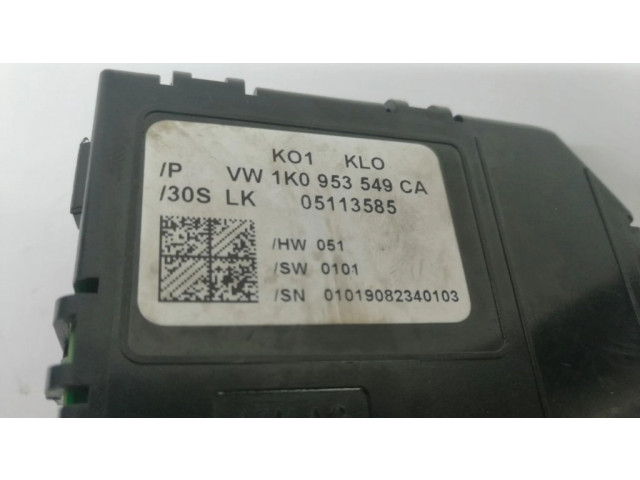 KO1 KLO
/P VW 1K0 953 549 CA
/30S LK 05113585
/HW 051
/SW 0101
/SN 01019082340103